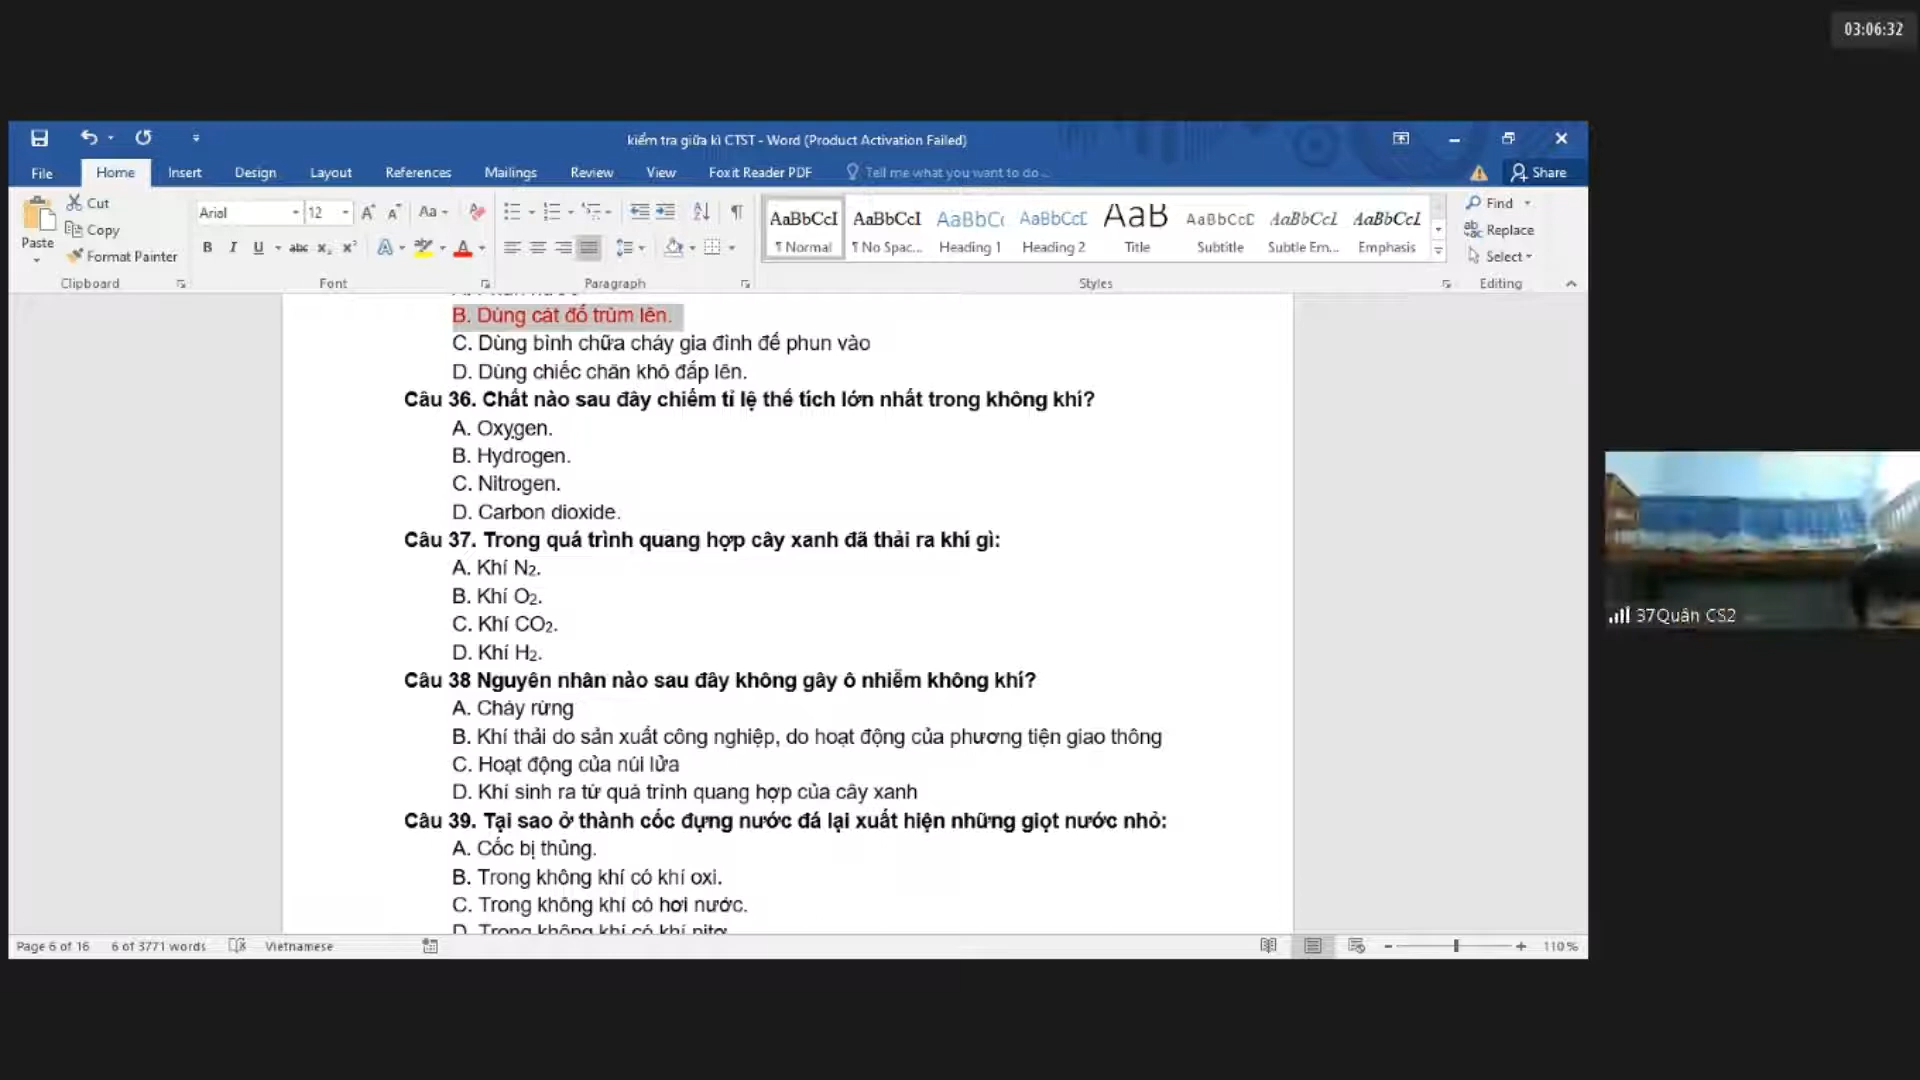 03:06:32
kiểm tra giữa kì CTST - Word (Product Activation Failed)
File Home Insert Design Layout References Mailings Review View Foxit Reader PDF Tell me what you want to do... Share
Paste Cut Copy Format Painter
Clipboard
Arial 12
Font
Paragraph
AaBbCcI AaBbCcI AaBbCc AaBbCcD AaB AaBbCcD AaBbCcI AaBbCcI
¶ Normal ¶ No Spac... Heading 1 Heading 2 Title Subtitle Subtle Em... Emphasis
Styles
Find
Replace
Select
Editing
B. Dùng cát đổ trùm lên.
C. Dùng bình chữa cháy gia đình để phun vào
D. Dùng chiếc chăn khô đắp lên.
Câu 36. Chất nào sau đây chiếm tỉ lệ thể tích lớn nhất trong không khí?
A. Oxygen.
B. Hydrogen.
C. Nitrogen.
D. Carbon dioxide.
Câu 37. Trong quá trình quang hợp cây xanh đã thải ra khí gì:
A. Khí N2.
B. Khí O2.
C. Khí CO2.
D. Khí H2.
Câu 38 Nguyên nhân nào sau đây không gây ô nhiễm không khí?
A. Cháy rừng
B. Khí thải do sản xuất công nghiệp, do hoạt động của phương tiện giao thông
C. Hoạt động của núi lửa
D. Khí sinh ra từ quá trình quang hợp của cây xanh
Câu 39. Tại sao ở thành cốc đựng nước đá lại xuất hiện những giọt nước nhỏ:
A. Cốc bị thủng.
B. Trong không khí có khí oxi.
C. Trong không khí có hơi nước.
D. Trong không khí có khí nitơ
Page 6 of 16 6 of 3771 words Vietnamese 110%
37Quân CS2